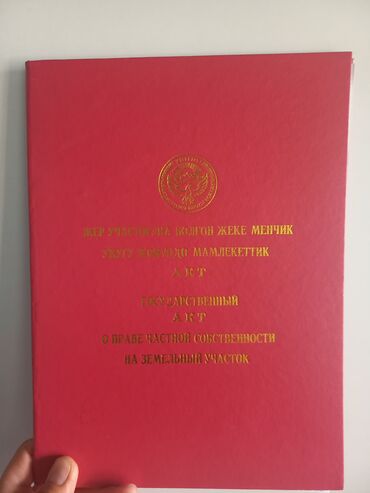 ЖЕР УЧАСТОГУНА БОЛГОН ЖЕКЕ МЕНЧИК
УКУГУ ЖӨНҮНДӨ МАМЛЕКЕТТИК
АКТ
ГОСУДАРСТВЕННЫЙ
АКТ
О ПРАВЕ ЧАСТНОЙ СОБСТВЕННОСТИ
НА ЗЕМЕЛЬНЫЙ УЧАСТОК